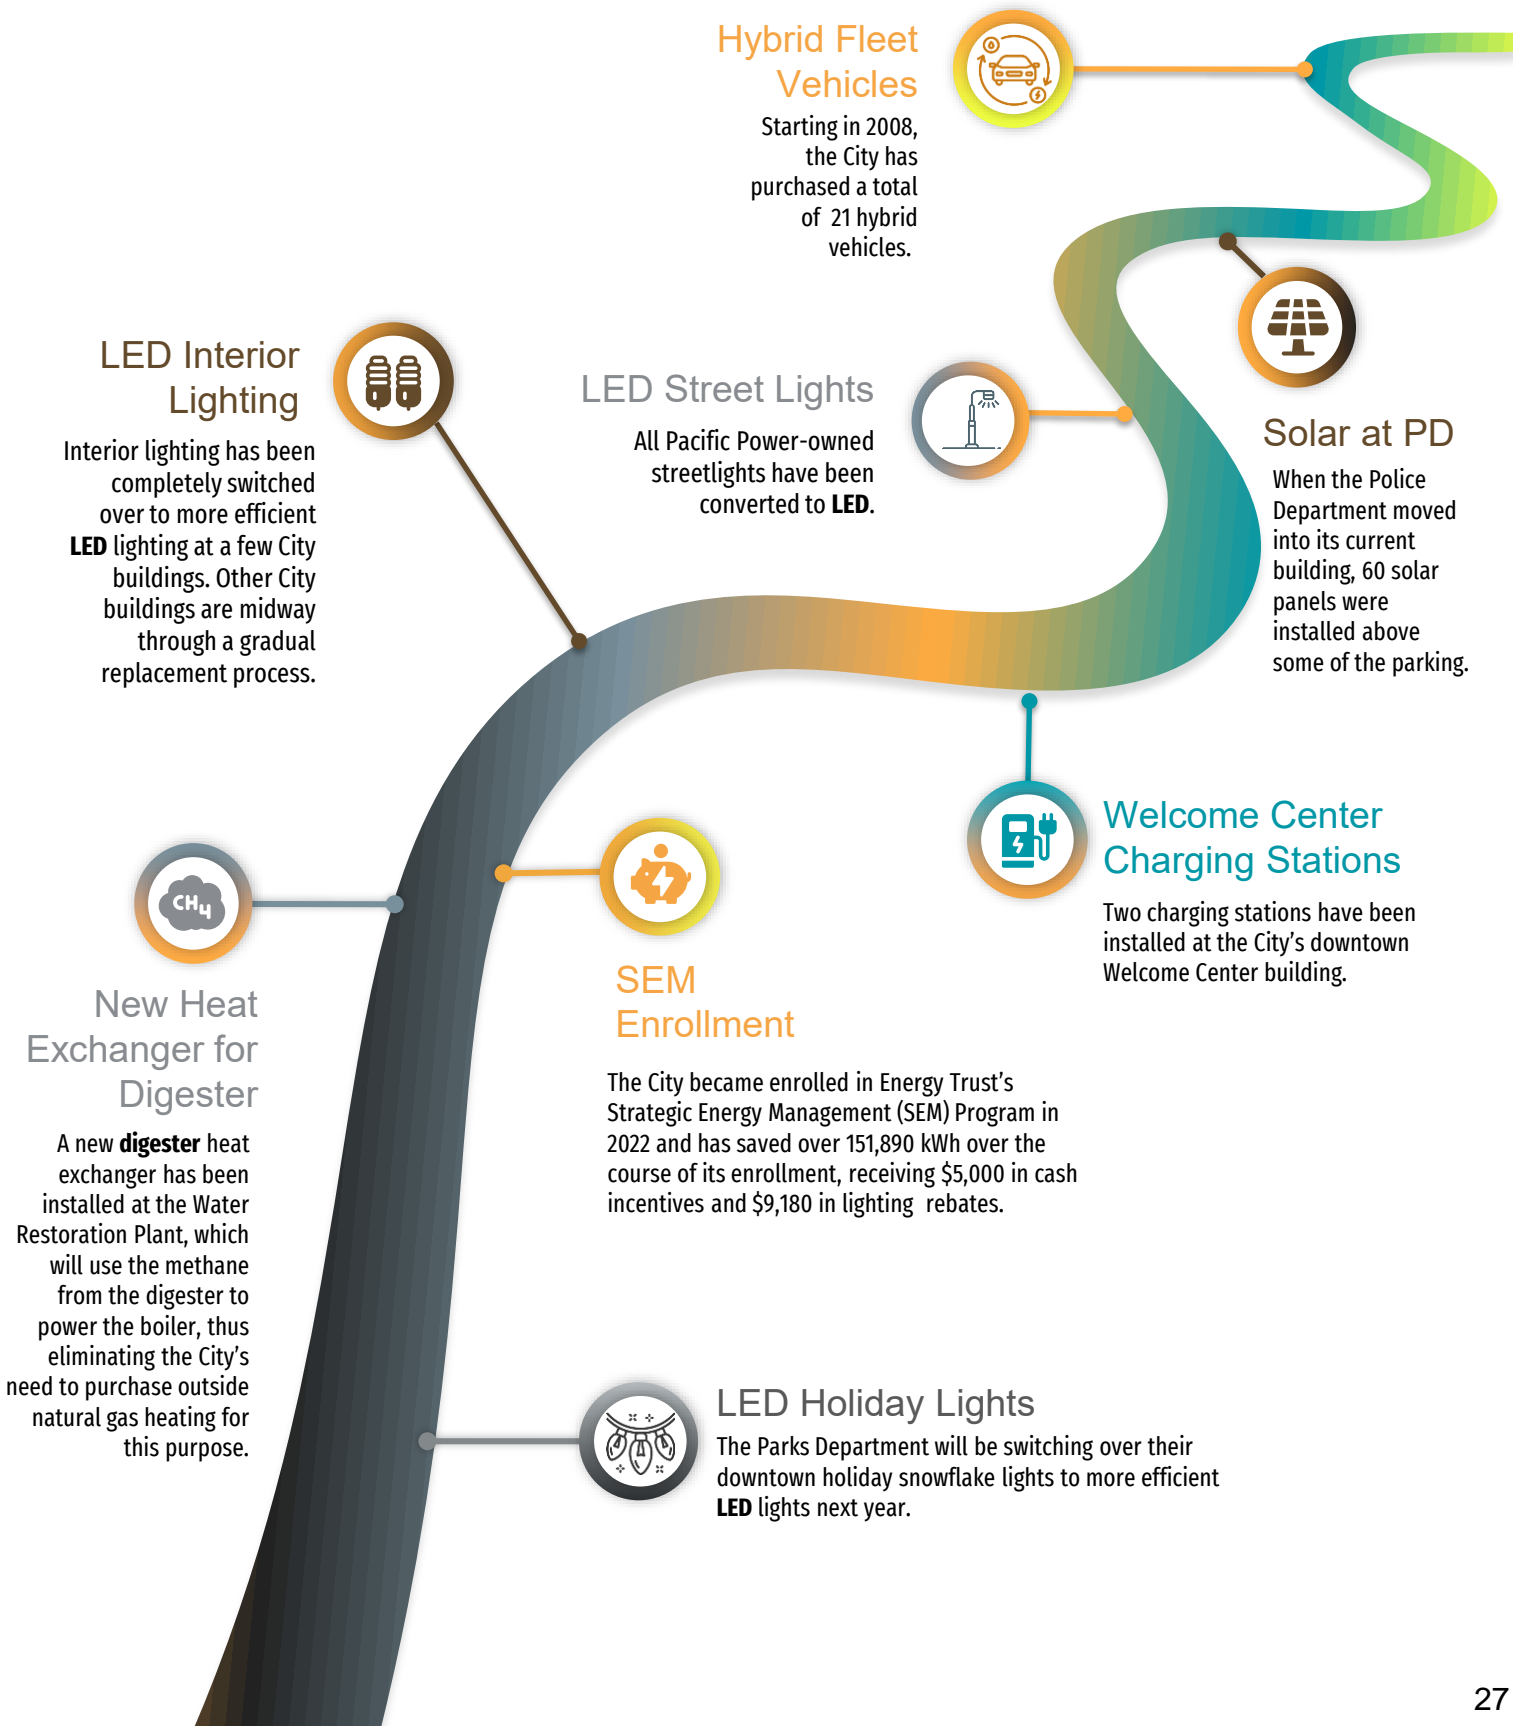 Hybrid Fleet
Vehicles
Starting in 2008,
the City has
purchased a total
of 21 hybrid
vehicles.
LED Interior
Lighting
Interior lighting has been
completely switched
over to more efficient
LED lighting at a few City
buildings. Other City
buildings are midway
through a gradual
replacement process.
LED Street Lights
All Pacific Power-owned
streetlights have been
converted to LED.
Solar at PD
When the Police
Department moved
into its current
building, 60 solar
panels were
installed above
some of the parking.
Welcome Center
Charging Stations
Two charging stations have been
installed at the City’s downtown
Welcome Center building.
CH4
New Heat
Exchanger for
Digester
A new digester heat
exchanger has been
installed at the Water
Restoration Plant, which
will use the methane
from the digester to
power the boiler, thus
eliminating the City’s
need to purchase outside
natural gas heating for
this purpose.
SEM
Enrollment
The City became enrolled in Energy Trust’s
Strategic Energy Management (SEM) Program in
2022 and has saved over 151,890 kWh over the
course of its enrollment, receiving $5,000 in cash
incentives and $9,180 in lighting rebates.
LED Holiday Lights
The Parks Department will be switching over their
downtown holiday snowflake lights to more efficient
LED lights next year.
27